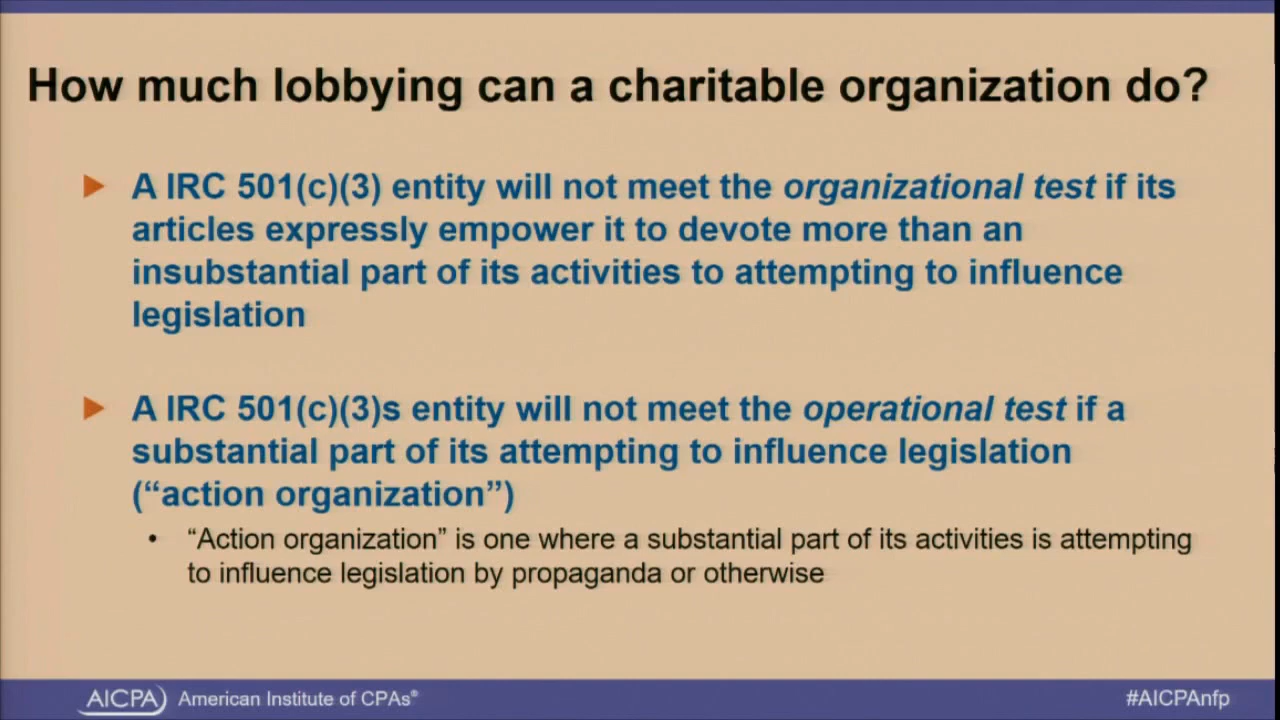 How much lobbying can a charitable organization do?
A IRC 501(c)(3) entity will not meet the organizational test if its
articles expressly empower it to devote more than an
insubstantial part of its activities to attempting to influence
legislation
A IRC 501(c)(3)s entity will not meet the operational test if a
substantial part of its attempting to influence legislation
(“action organization”)
• “Action organization” is one where a substantial part of its activities is attempting
to influence legislation by propaganda or otherwise
AICPA American Institute of CPAs® #AICPAnfp